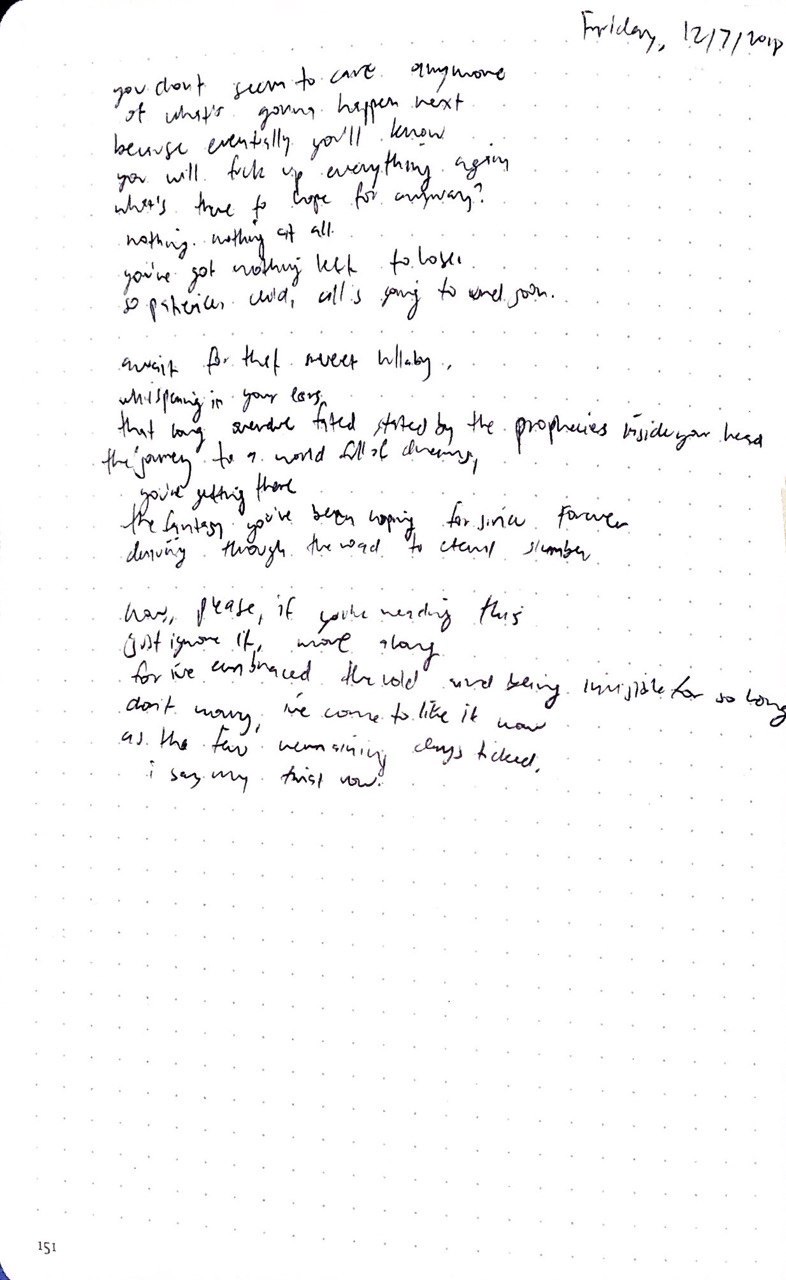 Friday, 12/7/2018
you don't seem to care anymore
of what's gonna happen next
because eventally you'll know
you will fuck up everything again
what's there to hope for anyway?
nothing. nothing at all.
you've got nothing left to lose.
so patience, child, all's going to end soon.
await for that sweet lullaby,
whispering in your ears,
that long overdue fated stated by the prophecies inside your head
the journey to a world full of dreams,
you're getting there
the fantasy you've been hoping for since forever
driving through the road to eternal slumber
now, please, if you're reading this
just ignore it, move along
for i've embraced the cold and being invisible for so long
don't worry, i've come to like it now
as the few remaining days ticked,
i say my now.
151